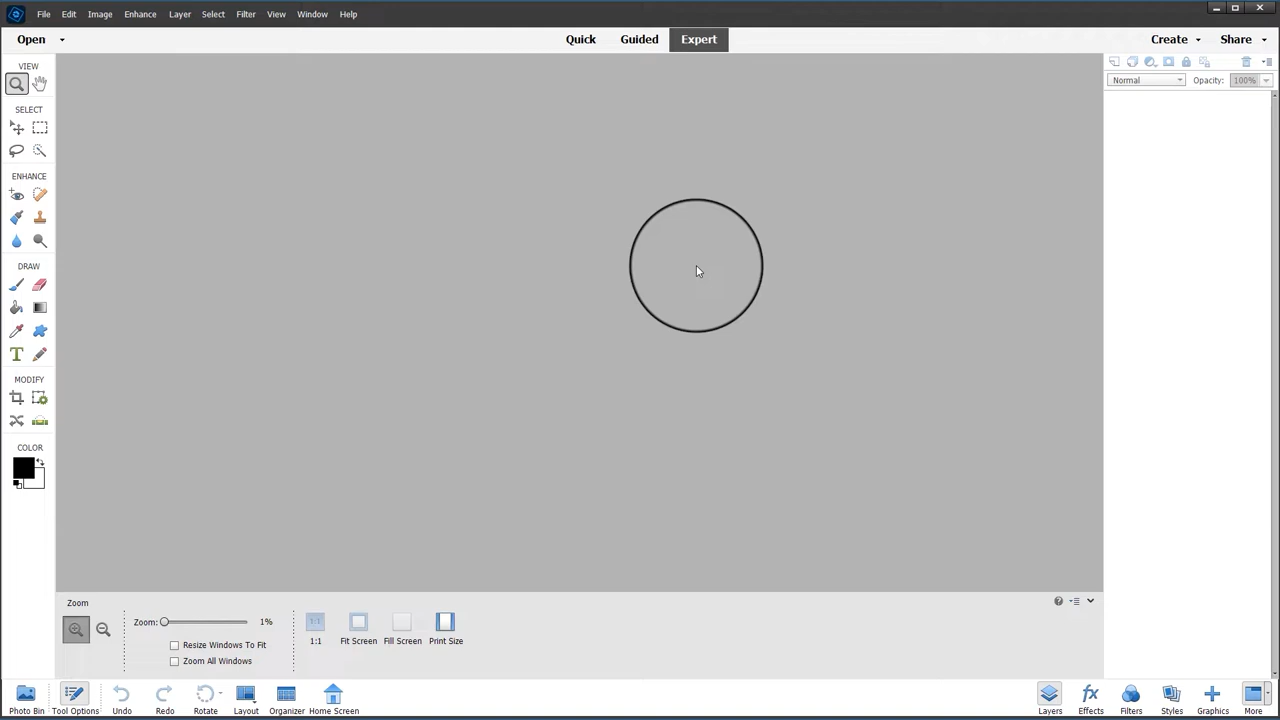 File Edit Image Enhance Layer Select Filter View Window Help
Open Quick Guided Expert Create Share
VIEW
Normal Opacity: 100%
SELECT
ENHANCE
DRAW
T
MODIFY
COLOR
Zoom
Zoom: 1%
1:1
Resize Windows To Fit
1:1 Fit Screen Fill Screen Print Size
Zoom All Windows
Photo Bin Tool Options Undo Redo Rotate Layout Organizer Home Screen Layers Effects Filters Styles Graphics More